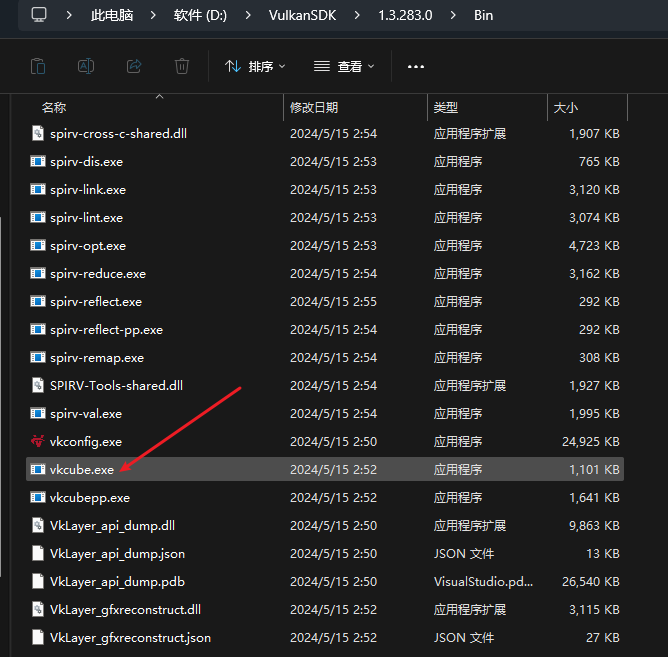 此电脑 > 软件 (D:) > VulkanSDK > 1.3.283.0 > Bin
排序 查看 ···
名称 修改日期 类型 大小
spirv-cross-c-shared.dll 2024/5/15 2:54 应用程序扩展 1,907 KB
spirv-dis.exe 2024/5/15 2:53 应用程序 765 KB
spirv-link.exe 2024/5/15 2:53 应用程序 3,120 KB
spirv-lint.exe 2024/5/15 2:53 应用程序 3,074 KB
spirv-opt.exe 2024/5/15 2:53 应用程序 4,723 KB
spirv-reduce.exe 2024/5/15 2:54 应用程序 3,162 KB
spirv-reflect.exe 2024/5/15 2:55 应用程序 292 KB
spirv-reflect-pp.exe 2024/5/15 2:54 应用程序 292 KB
spirv-remap.exe 2024/5/15 2:54 应用程序 308 KB
SPIRV-Tools-shared.dll 2024/5/15 2:54 应用程序扩展 1,927 KB
spirv-val.exe 2024/5/15 2:54 应用程序 1,995 KB
vkconfig.exe 2024/5/15 2:50 应用程序 24,925 KB
vkcube.exe 2024/5/15 2:52 应用程序 1,101 KB
vkcubepp.exe 2024/5/15 2:52 应用程序 1,641 KB
VkLayer_api_dump.dll 2024/5/15 2:50 应用程序扩展 9,863 KB
VkLayer_api_dump.json 2024/5/15 2:50 JSON 文件 13 KB
VkLayer_api_dump.pdb 2024/5/15 2:50 VisualStudio.pd... 26,540 KB
VkLayer_gfxreconstruct.dll 2024/5/15 2:52 应用程序扩展 3,115 KB
VkLayer_gfxreconstruct.json 2024/5/15 2:52 JSON 文件 27 KB